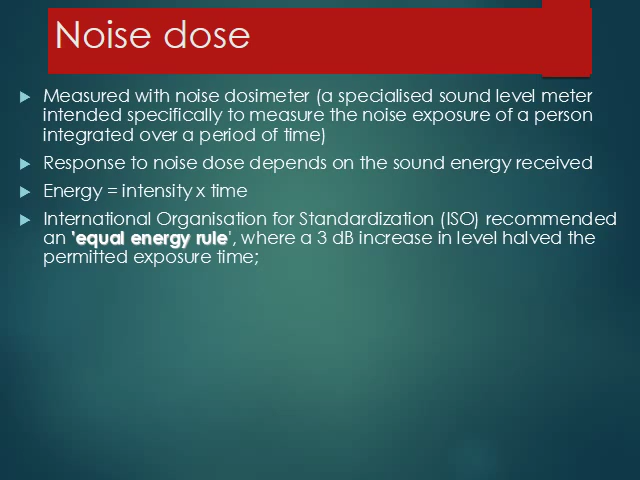 Noise dose
Measured with noise dosimeter (a specialised sound level meter
intended specifically to measure the noise exposure of a person
integrated over a period of time)
Response to noise dose depends on the sound energy received
Energy = intensity x time
International Organisation for Standardization (ISO) recommended
an 'equal energy rule', where a 3 dB increase in level halved the
permitted exposure time;